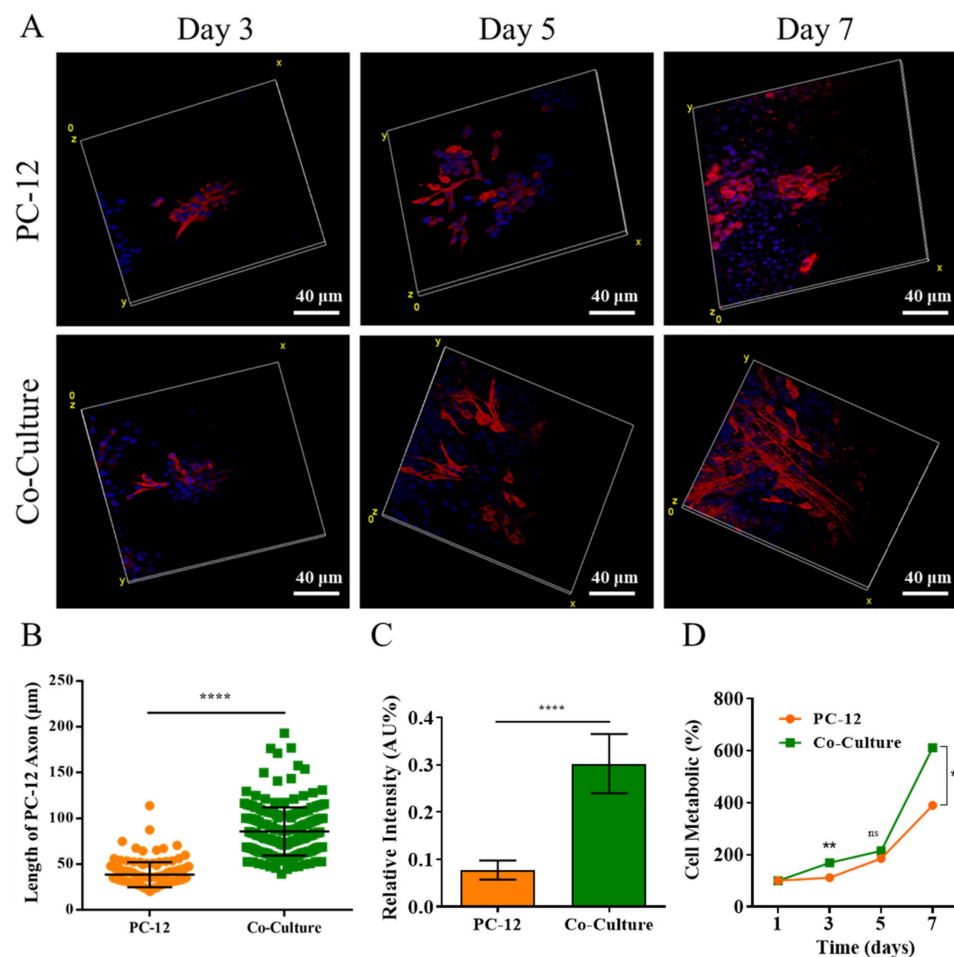 A
Day 3
Day 5
Day 7
PC-12
x
0
z
y
40 μm
y
z
0
x
40 μm
y
z
0
x
40 μm
Co-Culture
x
0
z
y
40 μm
y
z
0
x
40 μm
y
z
0
x
40 μm
B
Length of PC-12 Axon (μm)
250
200
150
100
50
0
****
PC-12
Co-Culture
C
Relative Intensity (AU%)
0.4
0.3
0.2
0.1
0.0
****
PC-12
Co-Culture
D
Cell Metabolic (%)
800
600
400
200
0
PC-12
Co-Culture
**
ns
*
1
3
5
7
Time (days)